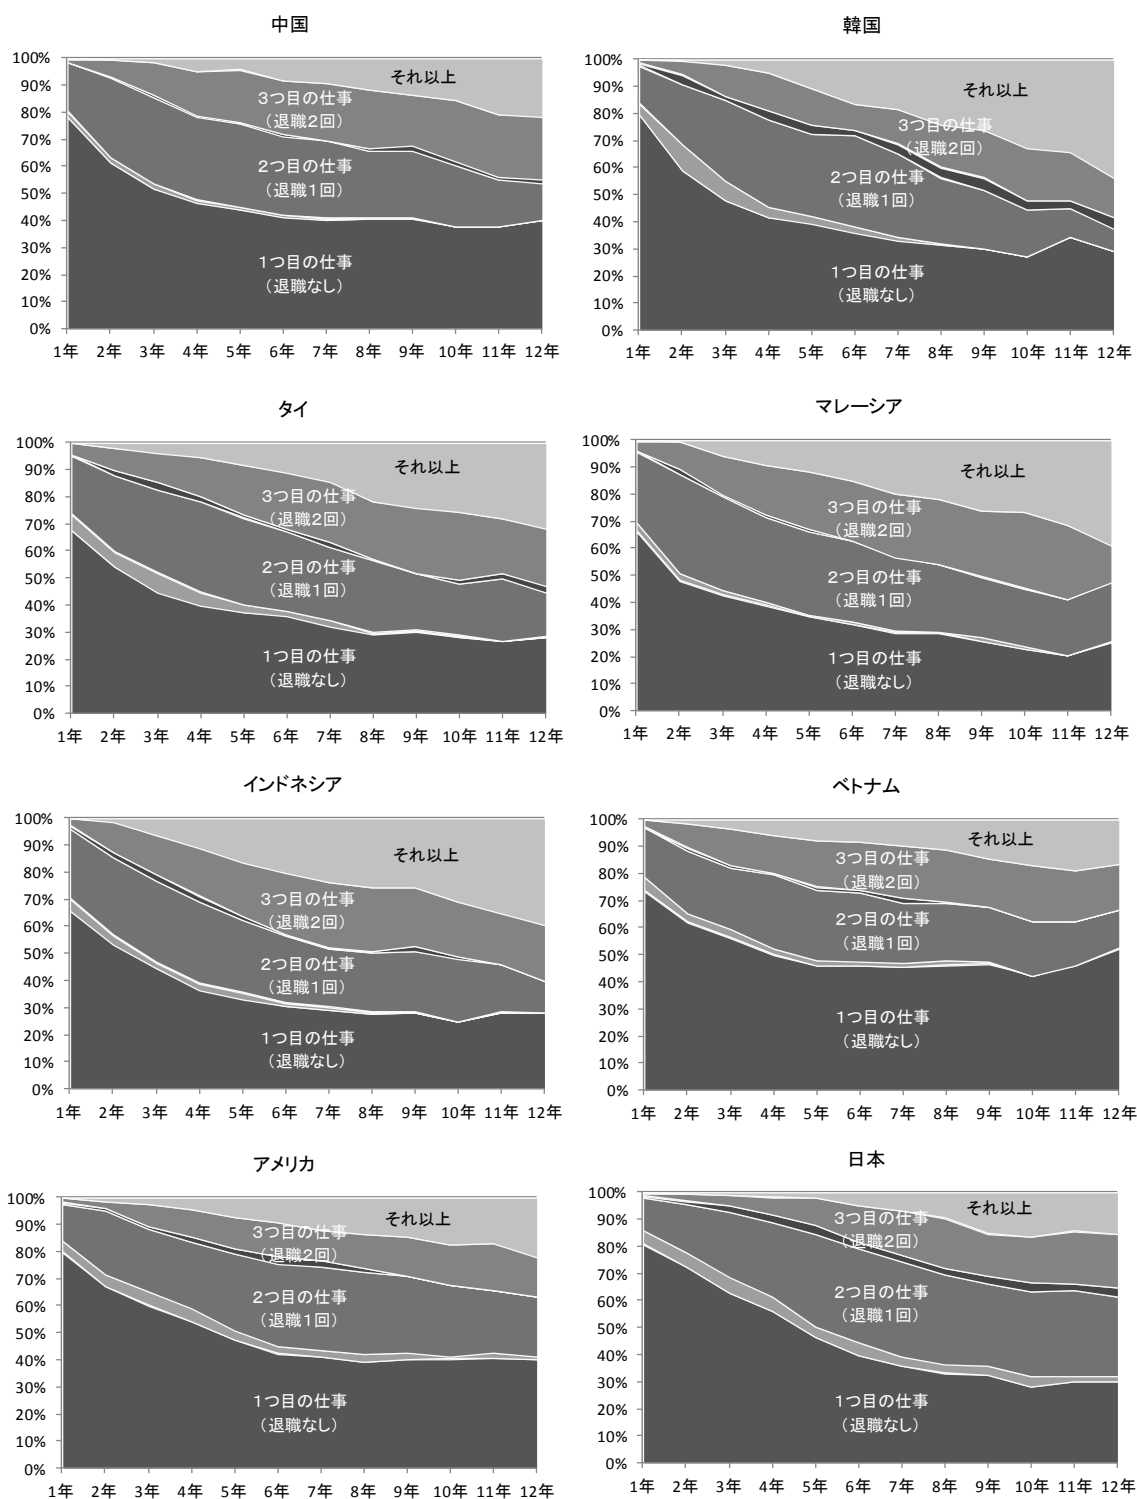 中国
100%
90%
80%
70%
60%
50%
40%
30%
20%
10%
0%
それ以上
3つ目の仕事
(退職2回)
2つ目の仕事
(退職1回)
1つ目の仕事
(退職なし)
1年 2年 3年 4年 5年 6年 7年 8年 9年 10年 11年 12年
韓国
100%
90%
80%
70%
60%
50%
40%
30%
20%
10%
0%
それ以上
3つ目の仕事
(退職2回)
2つ目の仕事
(退職1回)
1つ目の仕事
(退職なし)
1年 2年 3年 4年 5年 6年 7年 8年 9年 10年 11年 12年
タイ
100%
90%
80%
70%
60%
50%
40%
30%
20%
10%
0%
それ以上
3つ目の仕事
(退職2回)
2つ目の仕事
(退職1回)
1つ目の仕事
(退職なし)
1年 2年 3年 4年 5年 6年 7年 8年 9年 10年 11年 12年
マレーシア
100%
90%
80%
70%
60%
50%
40%
30%
20%
10%
0%
それ以上
3つ目の仕事
(退職2回)
2つ目の仕事
(退職1回)
1つ目の仕事
(退職なし)
1年 2年 3年 4年 5年 6年 7年 8年 9年 10年 11年 12年
インドネシア
100%
90%
80%
70%
60%
50%
40%
30%
20%
10%
0%
それ以上
3つ目の仕事
(退職2回)
2つ目の仕事
(退職1回)
1つ目の仕事
(退職なし)
1年 2年 3年 4年 5年 6年 7年 8年 9年 10年 11年 12年
ベトナム
100%
90%
80%
70%
60%
50%
40%
30%
20%
10%
0%
それ以上
3つ目の仕事
(退職2回)
2つ目の仕事
(退職1回)
1つ目の仕事
(退職なし)
1年 2年 3年 4年 5年 6年 7年 8年 9年 10年 11年 12年
アメリカ
100%
90%
80%
70%
60%
50%
40%
30%
20%
10%
0%
それ以上
3つ目の仕事
(退職2回)
2つ目の仕事
(退職1回)
1つ目の仕事
(退職なし)
1年 2年 3年 4年 5年 6年 7年 8年 9年 10年 11年 12年
日本
100%
90%
80%
70%
60%
50%
40%
30%
20%
10%
0%
それ以上
3つ目の仕事
(退職2回)
2つ目の仕事
(退職1回)
1つ目の仕事
(退職なし)
1年 2年 3年 4年 5年 6年 7年 8年 9年 10年 11年 12年